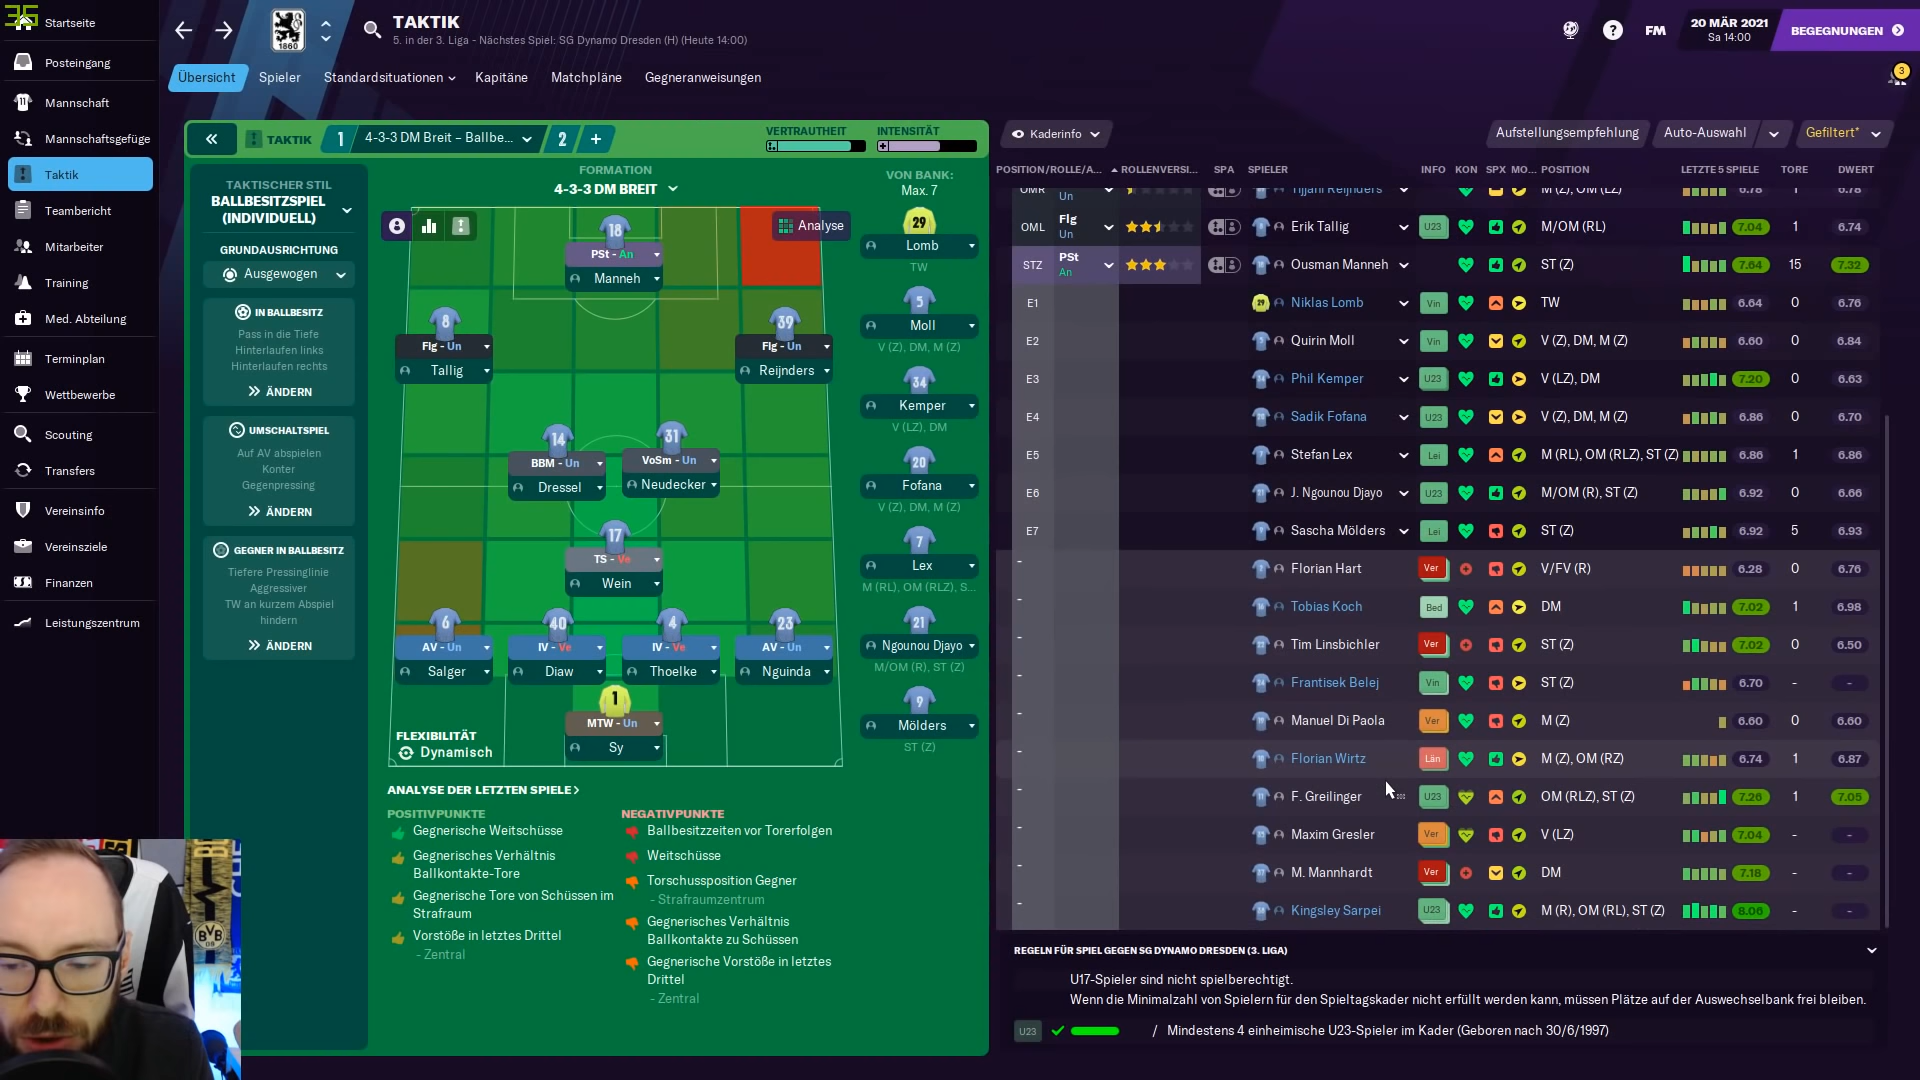 35
Startseite
Posteingang
Mannschaft
Mannschaftsgefüge
Taktik
Teambericht
Mitarbeiter
Training
Med. Abteilung
Terminplan
Wettbewerbe
Scouting
Transfers
Vereinsinfo
Vereinsziele
Finanzen
Leistungszentrum
1860
TAKTIK
5. in der 3. Liga - Nächstes Spiel: SG Dynamo Dresden (H) (Heute 14:00)
FM
20 MÄR 2021
Sa 14:00
BEGEGNUNGEN
3
Übersicht
Spieler
Standardsituationen
Kapitäne
Matchpläne
Gegneranweisungen
TAKTIK
1
4-3-3 DM Breit – Ballbe...
2
+
VERTRAUTHEIT
INTENSITÄT
TAKTISCHER STIL
BALLBESITZSPIEL
(INDIVIDUELL)
GRUNDAUSRICHTUNG
Ausgewogen
IN BALLBESITZ
Pass in die Tiefe
Hinterlaufen links
Hinterlaufen rechts
ÄNDERN
UMSCHALTSPIEL
Auf AV abspielen
Konter
Gegenpressing
ÄNDERN
GEGNER IN BALLBESITZ
Tiefere Pressinglinie
Aggressiver
TW an kurzem Abspiel
hindern
ÄNDERN
FORMATION
4-3-3 DM BREIT
Analyse
18
PSt - An
Manneh
8
Flg - Un
Tallig
39
Flg - Un
Reijnders
14
BBM - Un
Dressel
31
VoSm - Un
Neudecker
17
TS - Ve
Wein
6
AV - Un
Salger
40
IV - Ve
Diaw
4
IV - Ve
Thoelke
23
AV - Un
Nguinda
1
MTW - Un
Sy
FLEXIBILITÄT
Dynamisch
VON BANK:
Max. 7
29
Lomb
TW
5
Moll
V (Z), DM, M (Z)
34
Kemper
V (LZ), DM
20
Fofana
V (Z), DM, M (Z)
7
Lex
M (RL), OM (RLZ), S...
21
Ngounou Djayo
M/OM (R), ST (Z)
9
Mölders
ST (Z)
ANALYSE DER LETZTEN SPIELE>
POSITIVPUNKTE
Gegnerische Weitschüsse
Gegnerisches Verhältnis
Ballkontakte-Tore
Gegnerische Tore von Schüssen im
Strafraum
Vorstöße in letztes Drittel
- Zentral
NEGATIVPUNKTE
Ballbesitzzeiten vor Torerfolgen
Weitschüsse
Torschussposition Gegner
- Strafraumzentrum
Gegnerisches Verhältnis
Ballkontakte zu Schüssen
Gegnerische Vorstöße in letztes
Drittel
- Zentral
Kaderinfo
Aufstellungsempfehlung
Auto-Auswahl
Gefiltert*
POSITION/ROLLE/A... ROLLENVERSI... SPA SPIELER INFO KON SPX MO... POSITION LETZTE 5 SPIELE TORE DWERT
OMR Un Tijjani Reijnders M (Z), OM (LZ) 6.78 1 6.78
OML Flg Un Erik Tallig U23 M/OM (RL) 7.04 1 6.74
STZ PSt An Ousman Manneh ST (Z) 7.64 15 7.32
E1 Niklas Lomb Vin TW 6.64 0 6.76
E2 Quirin Moll Vin V (Z), DM, M (Z) 6.60 0 6.84
E3 Phil Kemper U23 V (LZ), DM 7.20 0 6.63
E4 Sadik Fofana U23 V (Z), DM, M (Z) 6.86 0 6.70
E5 Stefan Lex Lei M (RL), OM (RLZ), ST (Z) 6.86 1 6.86
E6 J. Ngounou Djayo U23 M/OM (R), ST (Z) 6.92 0 6.66
E7 Sascha Mölders Lei ST (Z) 6.92 5 6.93
- Florian Hart Ver V/FV (R) 6.28 0 6.76
- Tobias Koch Bed DM 7.02 1 6.98
- Tim Linsbichler Ver ST (Z) 7.02 0 6.50
- Frantisek Belej Vin ST (Z) 6.70 - -
- Manuel Di Paola Ver M (Z) 6.60 0 6.60
- Florian Wirtz Län M (Z), OM (RZ) 6.74 1 6.87
- F. Greilinger U23 OM (RLZ), ST (Z) 7.26 1 7.05
- Maxim Gresler Ver V (LZ) 7.04 - -
- M. Mannhardt Ver DM 7.18 - -
- Kingsley Sarpei U23 M (R), OM (RL), ST (Z) 8.06 - -
REGELN FÜR SPIEL GEGEN SG DYNAMO DRESDEN (3. LIGA)
U17-Spieler sind nicht spielberechtigt.
Wenn die Minimalzahl von Spielern für den Spieltagskader nicht erfüllt werden kann, müssen Plätze auf der Auswechselbank frei bleiben.
U23 / Mindestens 4 einheimische U23-Spieler im Kader (Geboren nach 30/6/1997)
BVB
09